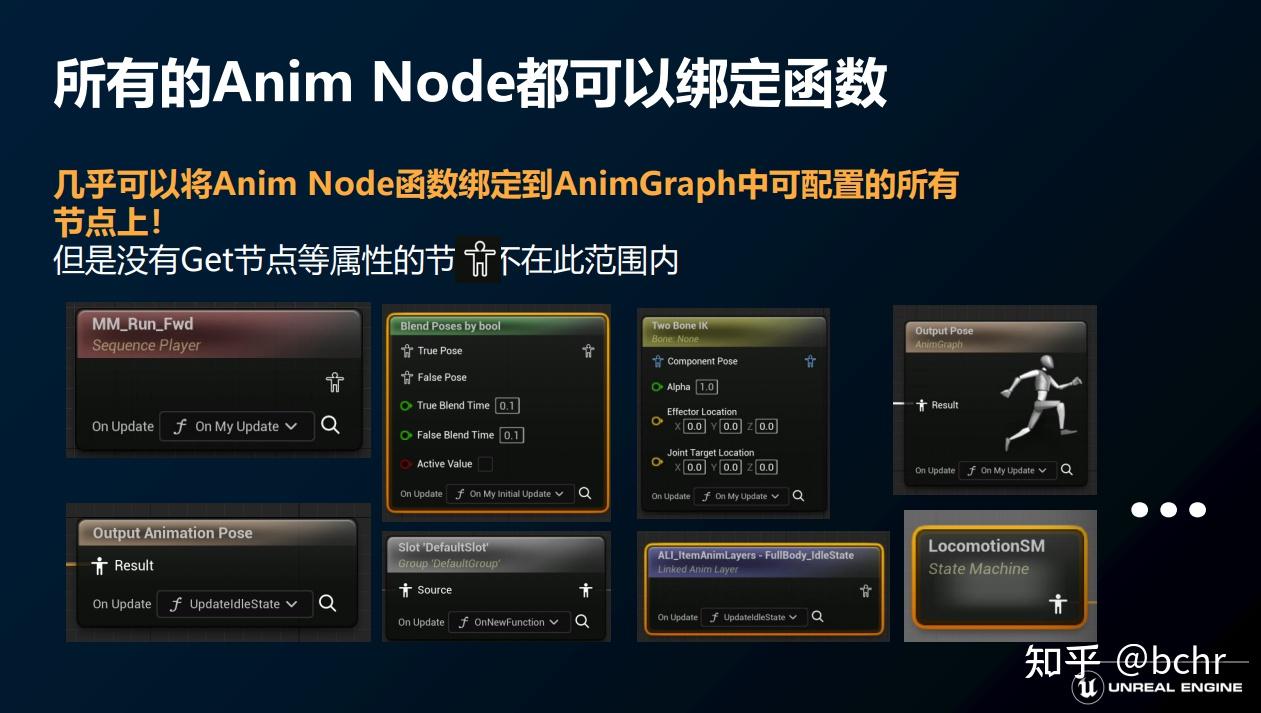 所有的Anim Node都可以绑定函数
几乎可以将Anim Node函数绑定到AnimGraph中可配置的所有
节点上！
但是没有Get节点等属性的节 不在此范围内
MM_Run_Fwd
Sequence Player
On Update On My Update
Blend Poses by bool
True Pose
False Pose
True Blend Time 0.1
False Blend Time 0.1
Active Value
On Update On My Initial Update
Two Bone IK
Bone: None
Component Pose
Alpha 1.0
Effector Location
X 0.0 Y 0.0 Z 0.0
Joint Target Location
X 0.0 Y 0.0 Z 0.0
On Update On My Update
Output Pose
AnimGraph
Result
On Update On My Update
Output Animation Pose
Result
On Update UpdateIdleState
Slot 'DefaultSlot'
Group 'DefaultGroup'
Source
On Update OnNewFunction
ALI_ItemAnimLayers - FullBody_IdleState
Linked Anim Layer
On Update UpdateIdleState
LocomotionSM
State Machine
知乎 @bchr
UNREAL ENGINE